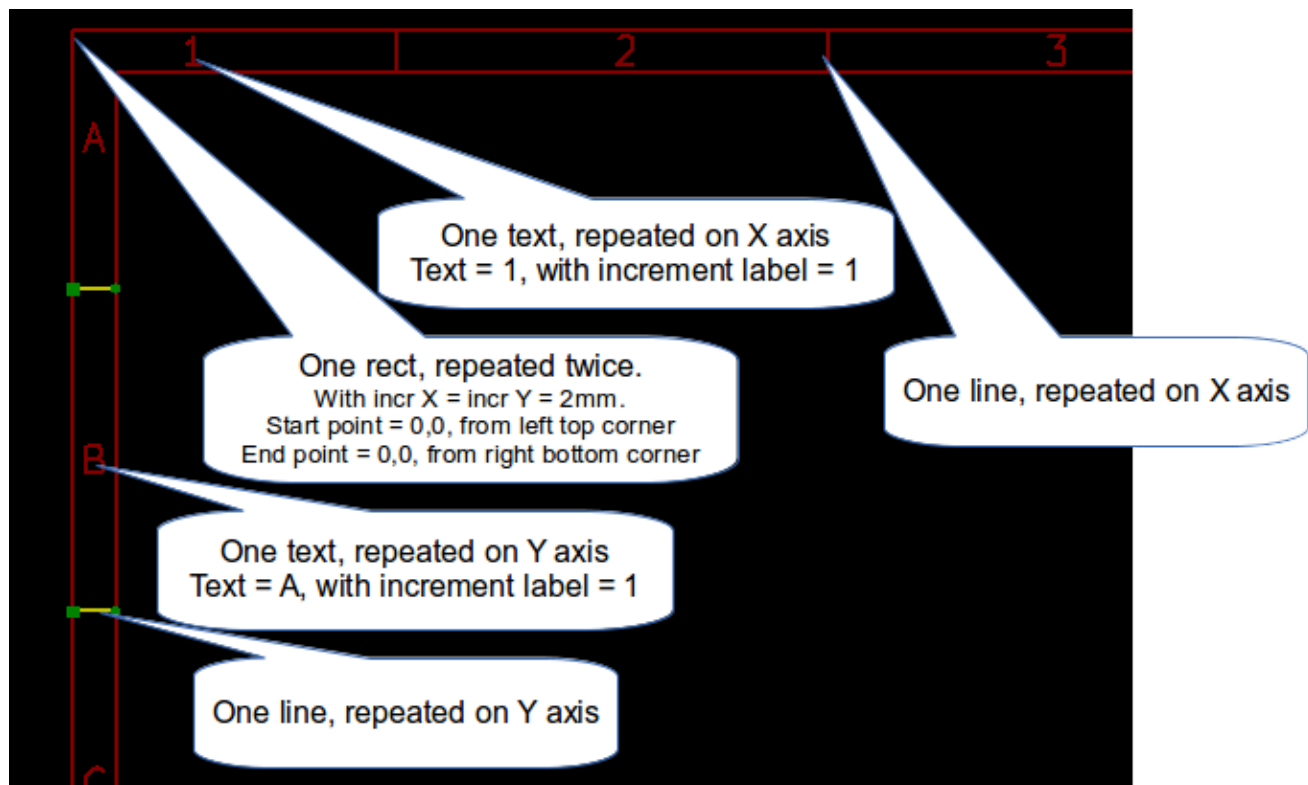 1 2 3
A
One text, repeated on X axis
Text = 1, with increment label = 1
One rect, repeated twice.
With incr X = incr Y = 2mm.
Start point = 0,0, from left top corner
End point = 0,0, from right bottom corner
One line, repeated on X axis
B
One text, repeated on Y axis
Text = A, with increment label = 1
One line, repeated on Y axis
C